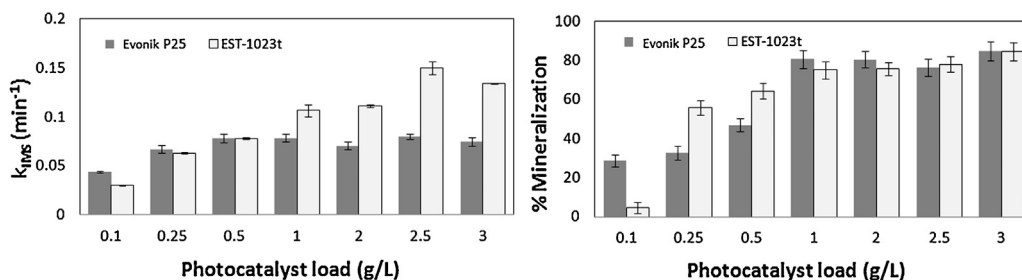 0.2
0.15
0.1
0.05
0
k_IMS (min⁻¹)
Evonik P25 EST-1023t
0.1 0.25 0.5 1 2 2.5 3
Photocatalyst load (g/L)
100
80
60
40
20
0
% Mineralization
Evonik P25 EST-1023t
0.1 0.25 0.5 1 2 2.5 3
Photocatalyst load (g/L)